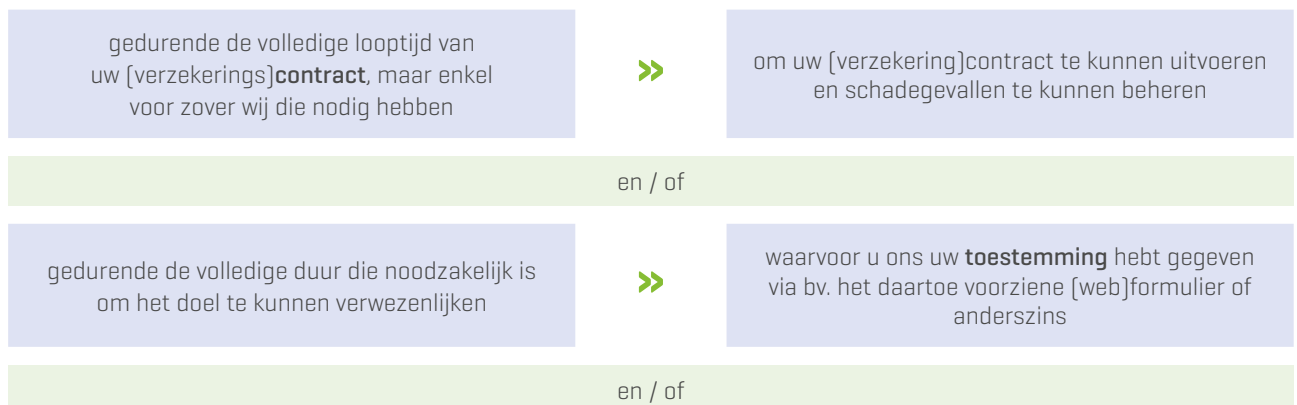 gedurende de volledige looptijd van
uw (verzekerings)contract, maar enkel
voor zover wij die nodig hebben
»
om uw (verzekering)contract te kunnen uitvoeren
en schadegevallen te kunnen beheren
en / of
gedurende de volledige duur die noodzakelijk is
om het doel te kunnen verwezenlijken
»
waarvoor u ons uw toestemming hebt gegeven
via bv. het daartoe voorziene (web)formulier of
anderszins
en / of